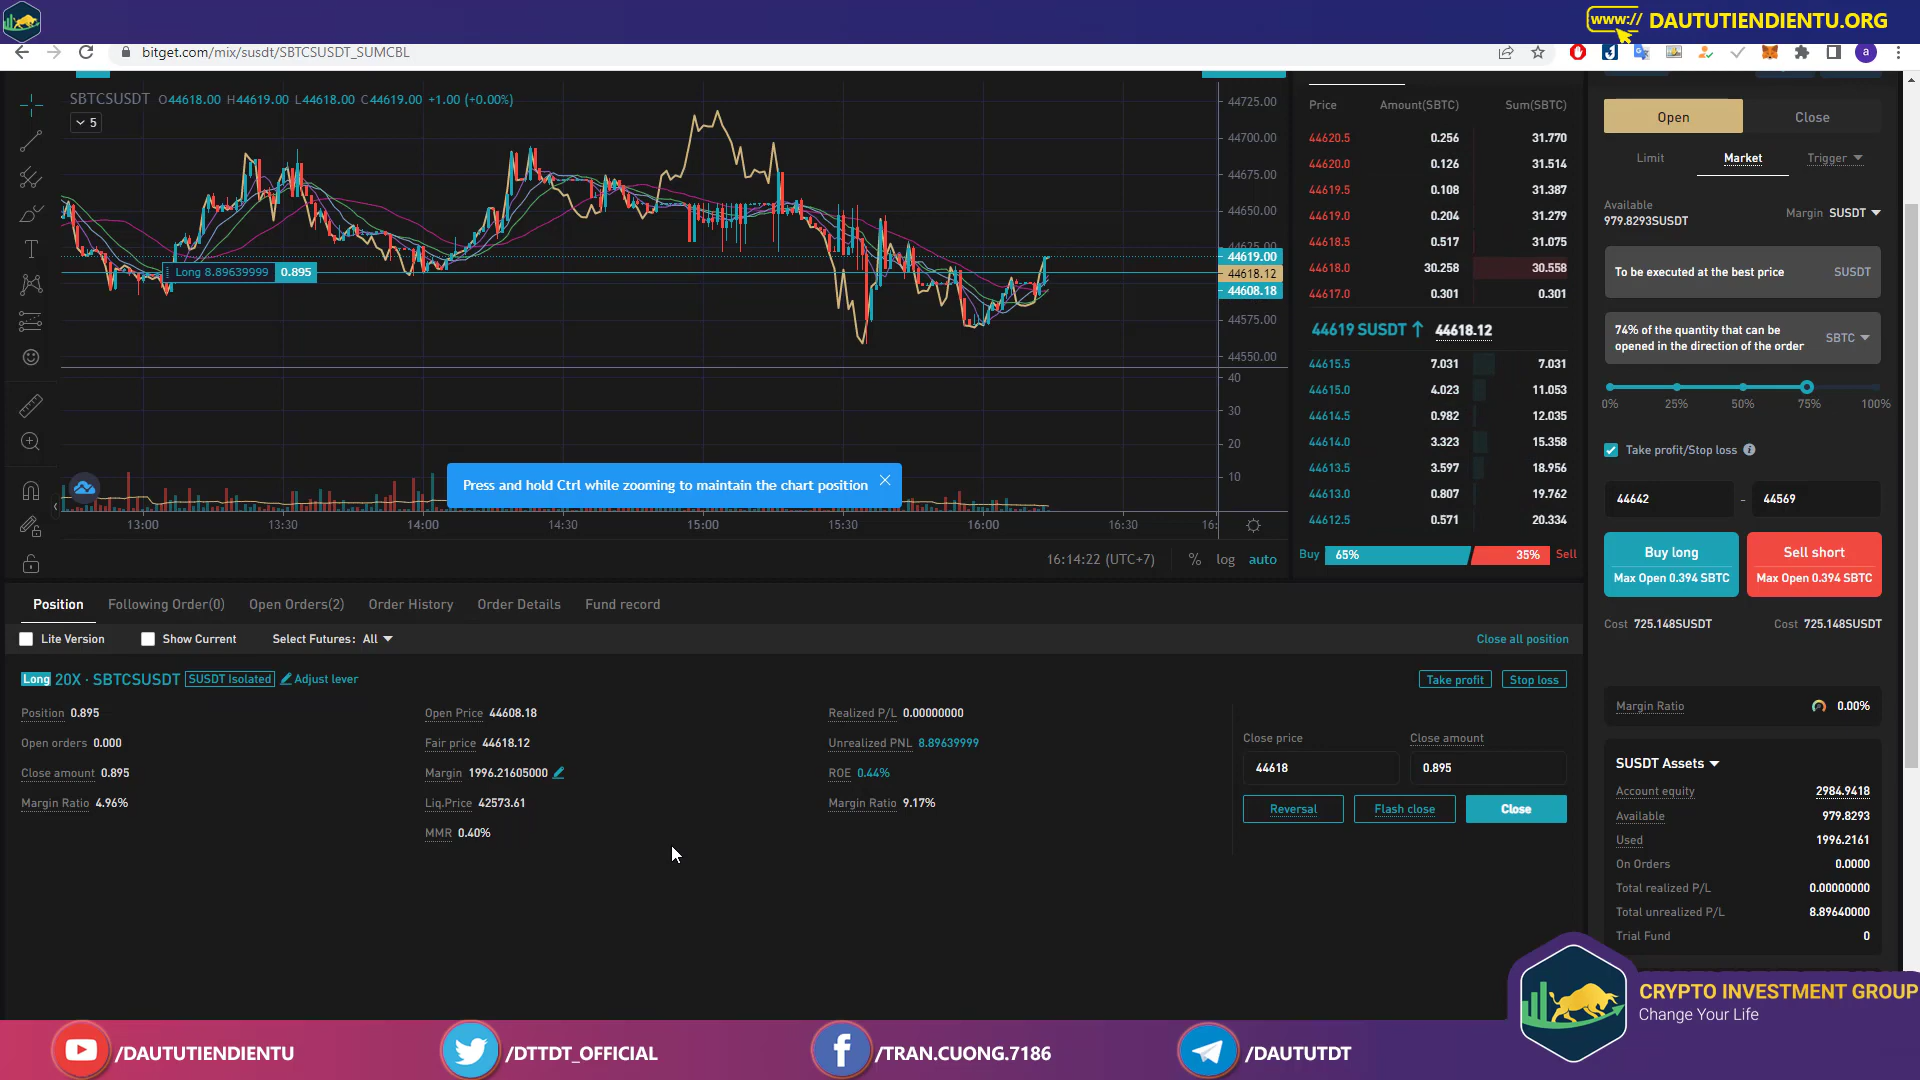 www:// DAUTUTIENDIENTU.ORG
bitget.com/mix/susdt/SBTCSUSDT_SUMCBL
a
SBTCSUSDT O44618.00 H44619.00 L44618.00 C44619.00 +1.00 (+0.00%)
5
Long 8.89639999 0.895
44725.00
44700.00
44675.00
44650.00
44625.00
44619.00
44618.12
44608.18
44575.00
44550.00
40
30
20
10
Press and hold Ctrl while zooming to maintain the chart position
13:00 13:30 14:00 14:30 15:00 15:30 16:00 16:30 16:
16:14:22 (UTC+7) % log auto
Price Amount(SBTC) Sum(SBTC)
44620.5 0.256 31.770
44620.0 0.126 31.514
44619.5 0.108 31.387
44619.0 0.204 31.279
44618.5 0.517 31.075
44618.0 30.258 30.558
44617.0 0.301 0.301
44619 SUSDT ↑ 44618.12
44615.5 7.031 7.031
44615.0 4.023 11.053
44614.5 0.982 12.035
44614.0 3.323 15.358
44613.5 3.597 18.956
44613.0 0.807 19.762
44612.5 0.571 20.334
Buy 65% 35% Sell
Open Close
Limit Market Trigger
Available
979.8293SUSDT
Margin SUSDT
To be executed at the best price SUSDT
74% of the quantity that can be
opened in the direction of the order
SBTC
0% 25% 50% 75% 100%
Take profit/Stop loss
44642 - 44569
Buy long
Max Open 0.394 SBTC
Sell short
Max Open 0.394 SBTC
Cost 725.148SUSDT Cost 725.148SUSDT
Margin Ratio 0.00%
SUSDT Assets
Account equity 2984.9418
Available 979.8293
Used 1996.2161
On Orders 0.0000
Total realized P/L 0.00000000
Total unrealized P/L 8.89640000
Trial Fund 0
Position Following Order(0) Open Orders(2) Order History Order Details Fund record
Lite Version Show Current Select Futures: All Close all position
Long 20X · SBTCSUSDT SUSDT Isolated Adjust lever Take profit Stop loss
Position 0.895
Open orders 0.000
Close amount 0.895
Margin Ratio 4.96%
Open Price 44608.18
Fair price 44618.12
Margin 1996.21605000
Liq.Price 42573.61
MMR 0.40%
Realized P/L 0.00000000
Unrealized PNL 8.89639999
ROE 0.44%
Margin Ratio 9.17%
Close price Close amount
44618 0.895
Reversal Flash close Close
CRYPTO INVESTMENT GROUP
Change Your Life
/DAUTUTIENDIENTU /DTTDT_OFFICIAL /TRAN.CUONG.7186 /DAUTUTDT